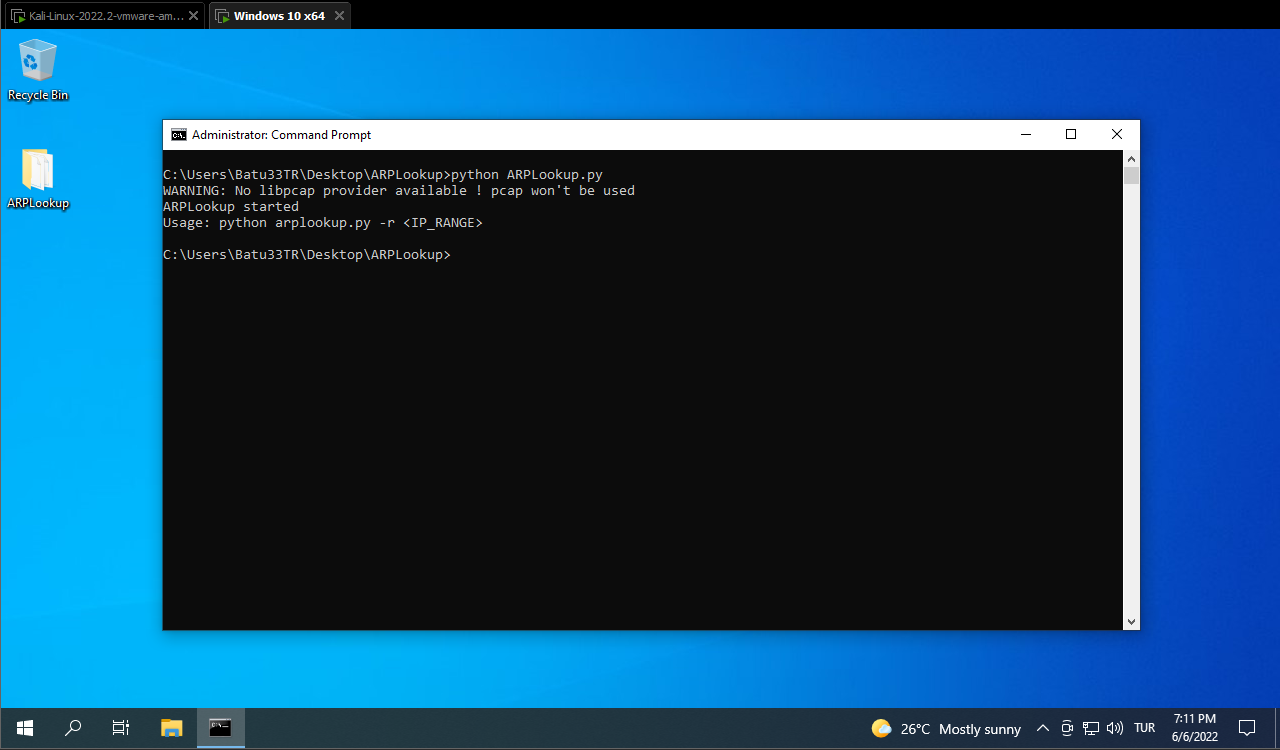 Kali-Linux-2022.2-vmware-am...
Windows 10 x64
Recycle Bin
ARPLookup
Administrator: Command Prompt
C:\Users\Batu33TR\Desktop\ARPLookup>python ARPLookup.py
WARNING: No libpcap provider available ! pcap won't be used
ARPLookup started
Usage: python arplookup.py -r <IP_RANGE>
C:\Users\Batu33TR\Desktop\ARPLookup>
26°C Mostly sunny
TUR
7:11 PM
6/6/2022